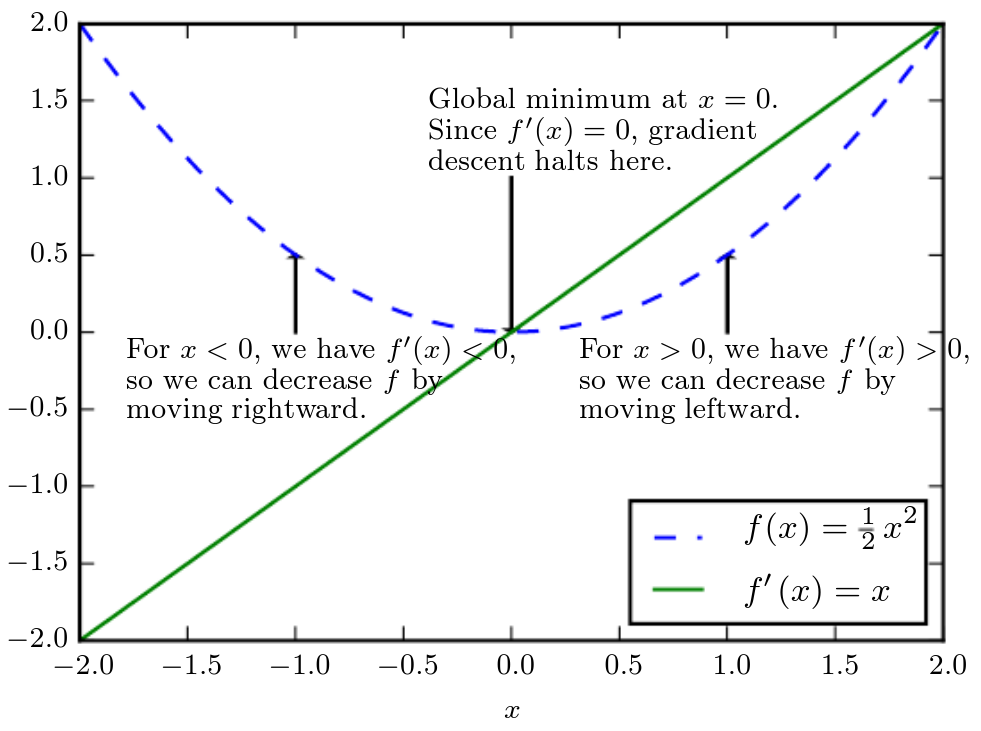 2.0
1.5
1.0
0.5
0.0
−0.5
−1.0
−1.5
−2.0
Global minimum at x = 0.
Since f′(x) = 0, gradient
descent halts here.
For x < 0, we have f′(x) < 0,
so we can decrease f by
moving rightward.
For x > 0, we have f′(x) > 0,
so we can decrease f by
moving leftward.
f(x) = ½ x²
f′(x) = x
−2.0 −1.5 −1.0 −0.5 0.0 0.5 1.0 1.5 2.0
x